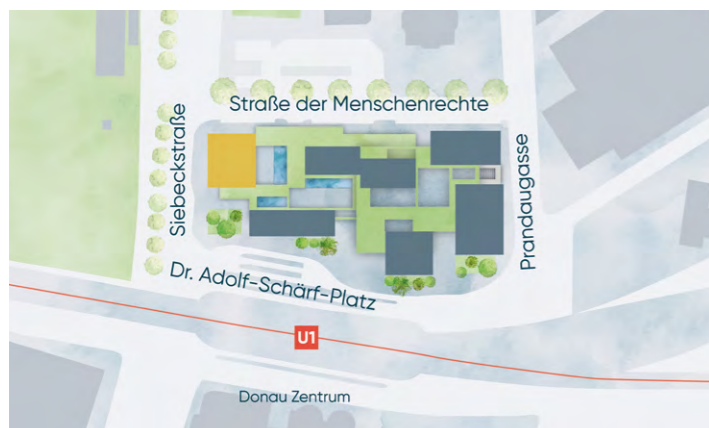 Straße der Menschenrechte
Siebeckstraße
Prandaugasse
Dr. Adolf-Schärf-Platz
U1
Donau Zentrum